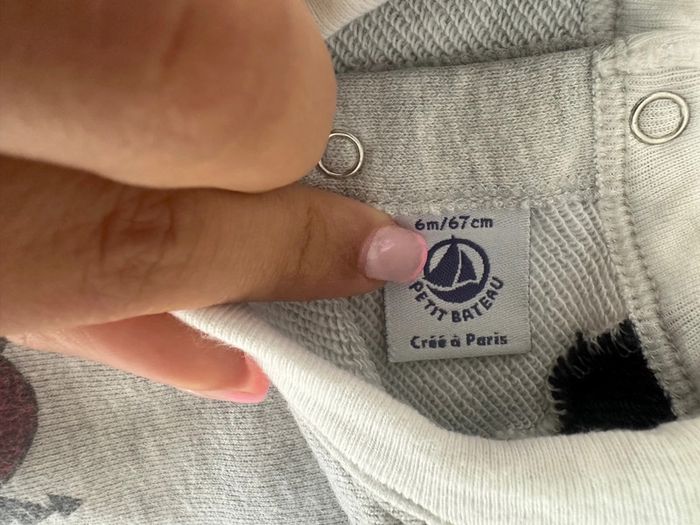 6m/67cm
PETIT BATEAU
Créé à Paris